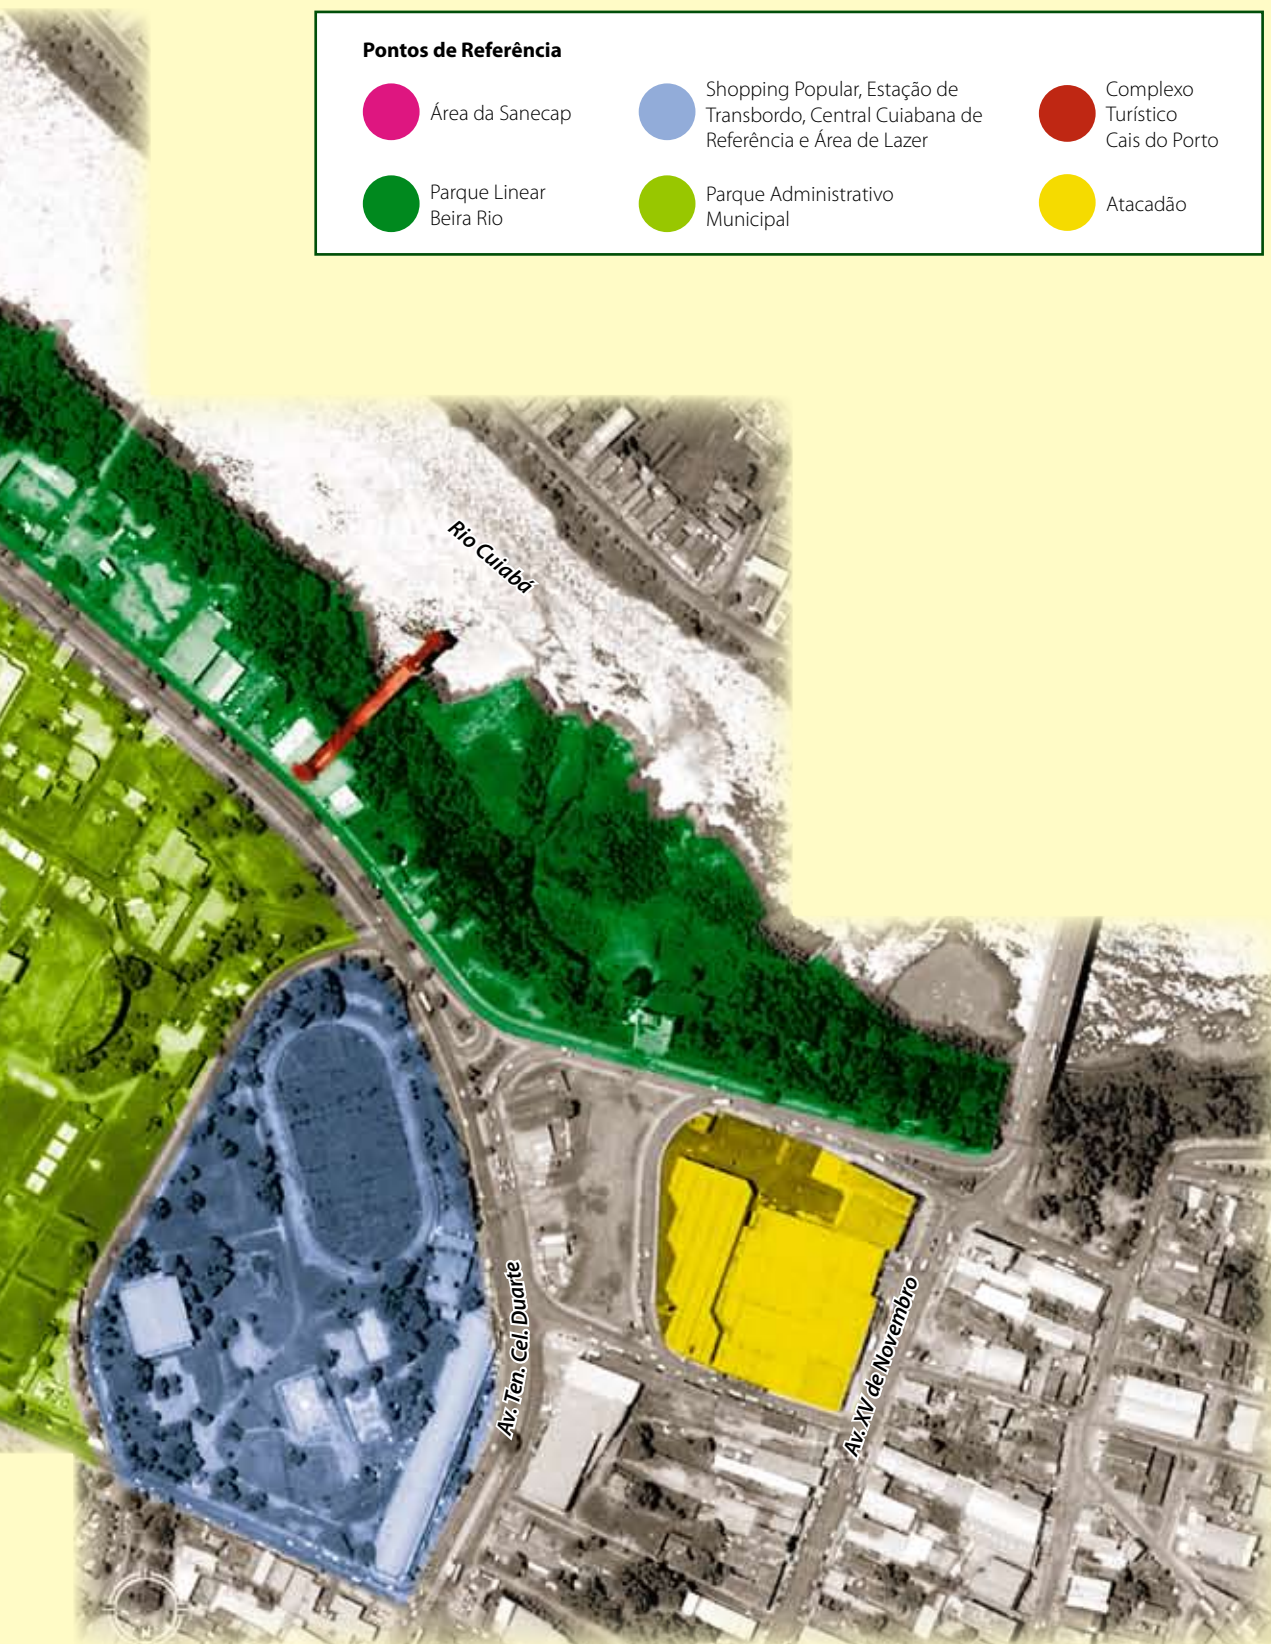 Pontos de Referência
Área da Sanecap
Shopping Popular, Estação de
Transbordo, Central Cuiabana de
Referência e Área de Lazer
Complexo
Turístico
Cais do Porto
Parque Linear
Beira Rio
Parque Administrativo
Municipal
Atacadão
Rio Cuiabá
Av. Ten. Cel. Duarte
Av. XV de Novembro
N